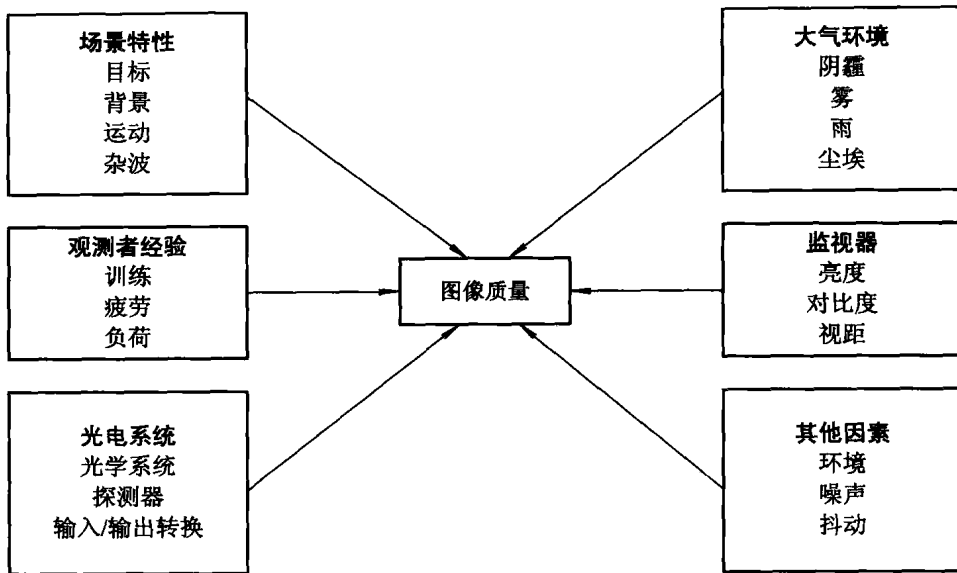 场景特性
目标
背景
运动
杂波
大气环境
阴霾
雾
雨
尘埃
观测者经验
训练
疲劳
负荷
图像质量
监视器
亮度
对比度
视距
光电系统
光学系统
探测器
输入/输出转换
其他因素
环境
噪声
抖动